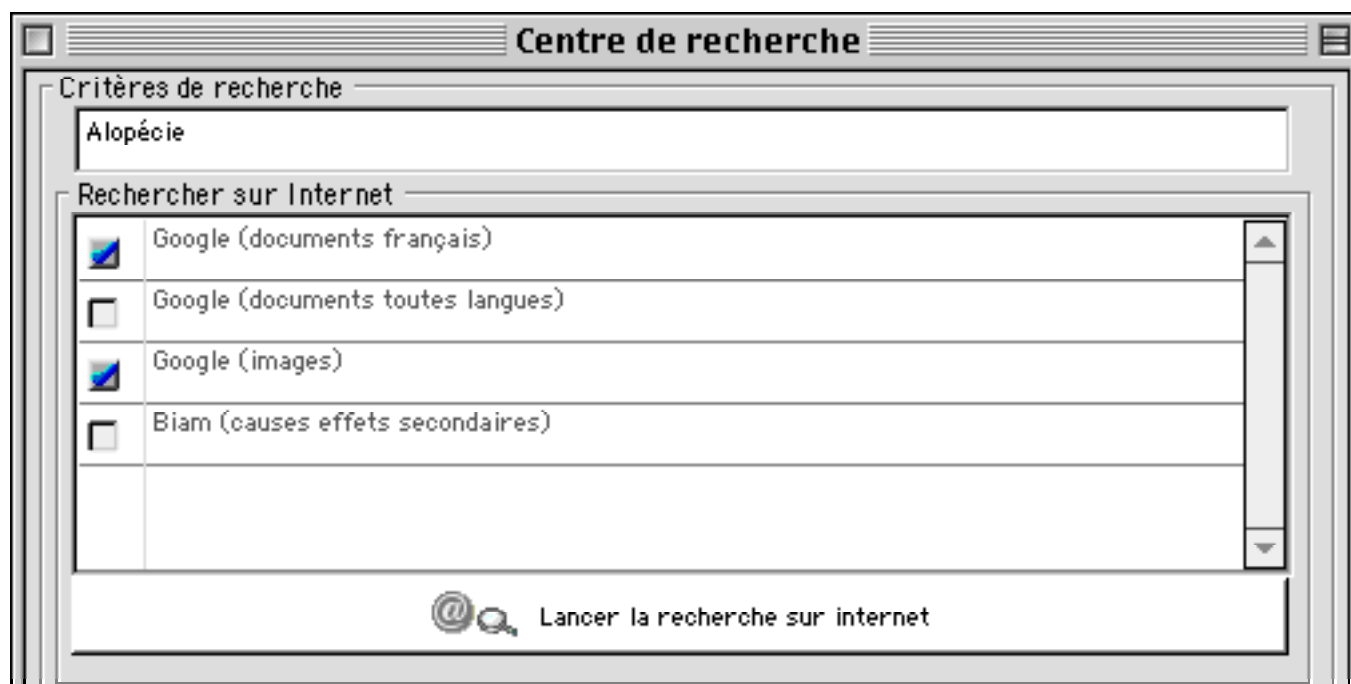 Centre de recherche
Critères de recherche
Alopécie
Rechercher sur Internet
Google (documents français)
Google (documents toutes langues)
Google (images)
Biam (causes effets secondaires)
@ Lancer la recherche sur internet